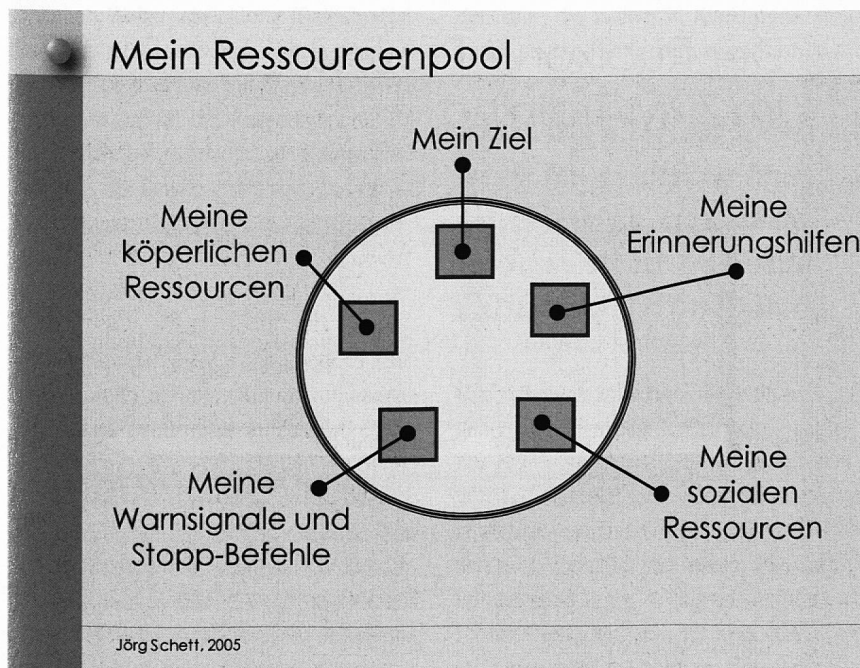 Mein Ressourcenpool
Mein Ziel
Meine
köperlichen
Ressourcen
Meine
Erinnerungshilfen
Meine
Warnsignale und
Stopp-Befehle
Meine
sozialen
Ressourcen
Jörg Schett, 2005